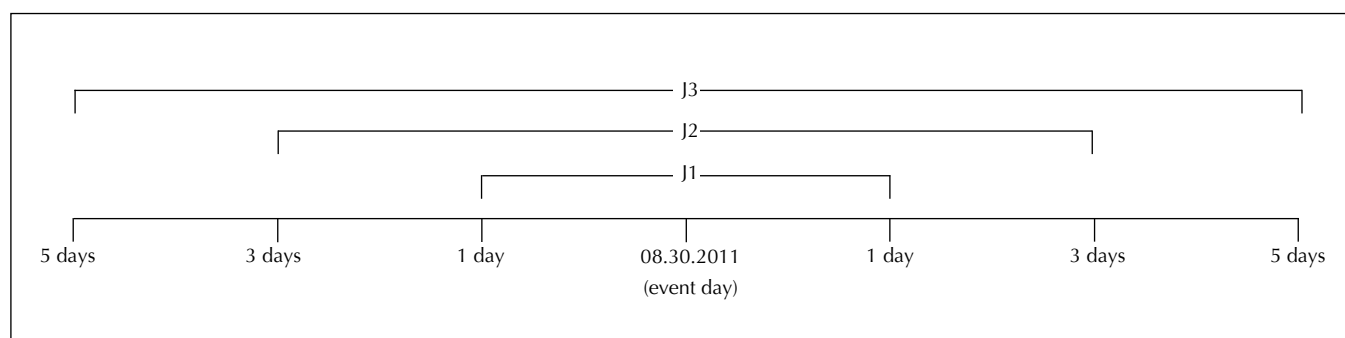 J3
J2
J1
5 days 3 days 1 day 08.30.2011 1 day 3 days 5 days
(event day)